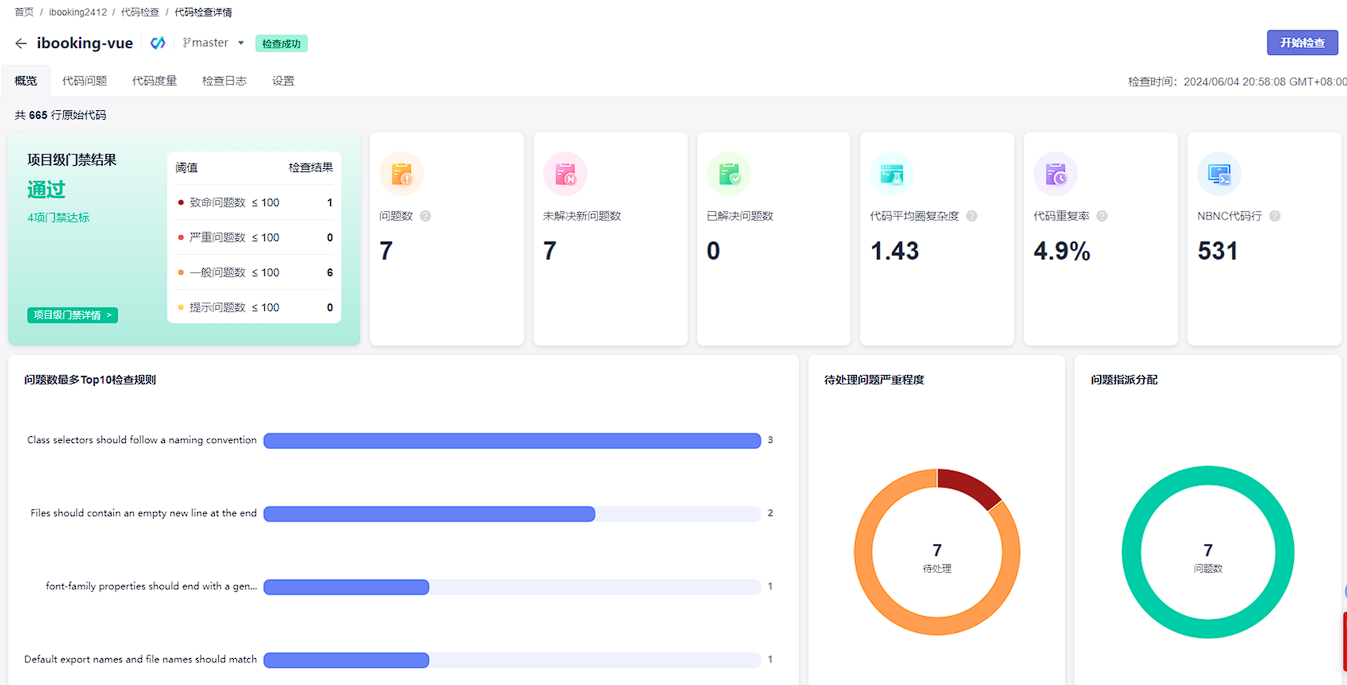 首页 / ibooking2412 / 代码检查 / 代码检查详情
ibooking-vue master 检查成功 开始检查
概览 代码问题 代码度量 检查日志 设置
检查时间: 2024/06/04 20:58:08 GMT+08:00
共 665 行原始代码
项目级门禁结果
通过
4项门禁达标
项目级门禁详情 >
阈值 检查结果
致命问题数 ≤ 100 1
严重问题数 ≤ 100 0
一般问题数 ≤ 100 6
提示问题数 ≤ 100 0
问题数 ?
7
未解决新问题数
7
已解决问题数
0
代码平均圈复杂度 ?
1.43
代码重复率 ?
4.9%
NBNC代码行 ?
531
问题数最多Top10检查规则
Class selectors should follow a naming convention 3
Files should contain an empty new line at the end 2
font-family properties should end with a gen... 1
Default export names and file names should match 1
待处理问题严重程度
7
待处理
问题指派分配
7
问题数